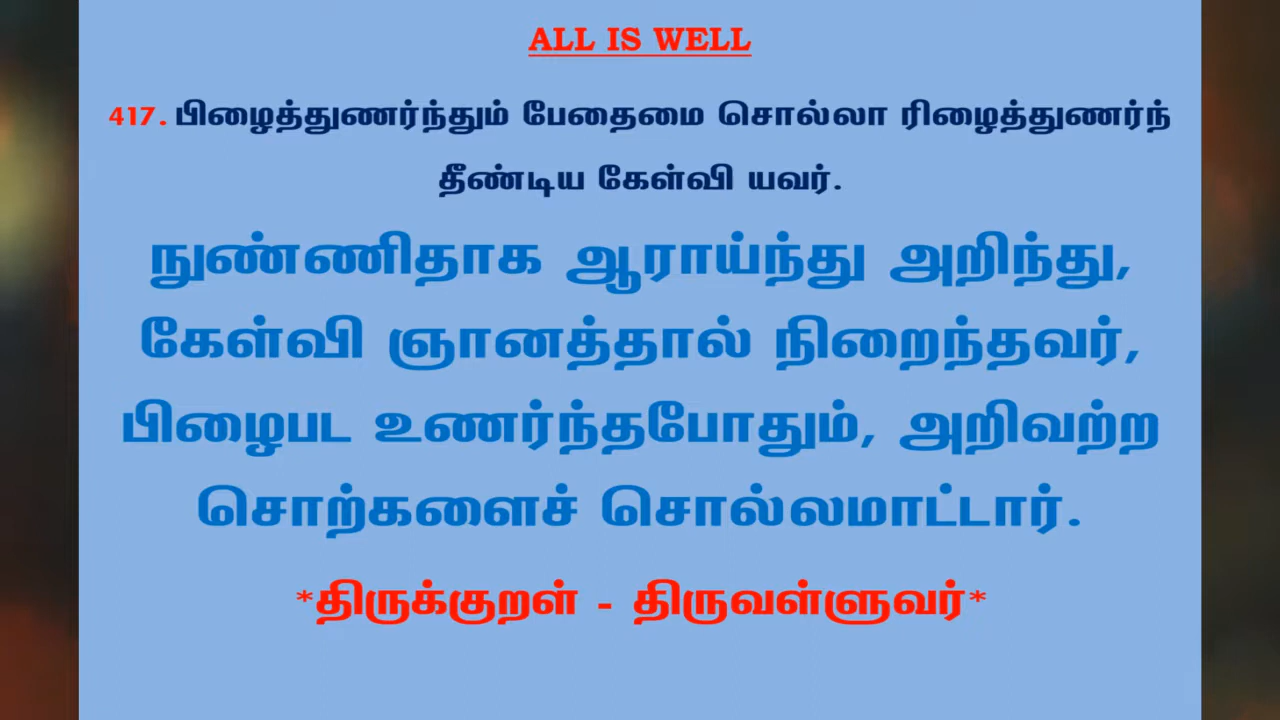 ALL IS WELL
417. பிழைத்துணர்ந்தும் பேதைமை சொல்லா ரிழைத்துணர்ந்
தீண்டிய கேள்வி யவர்.
நுண்ணிதாக ஆராய்ந்து அறிந்து,
கேள்வி ஞானத்தால் நிறைந்தவர்,
பிழைபட உணர்ந்தபோதும், அறிவற்ற
சொற்களைச் சொல்லமாட்டார்.
*திருக்குறள் - திருவள்ளுவர்*